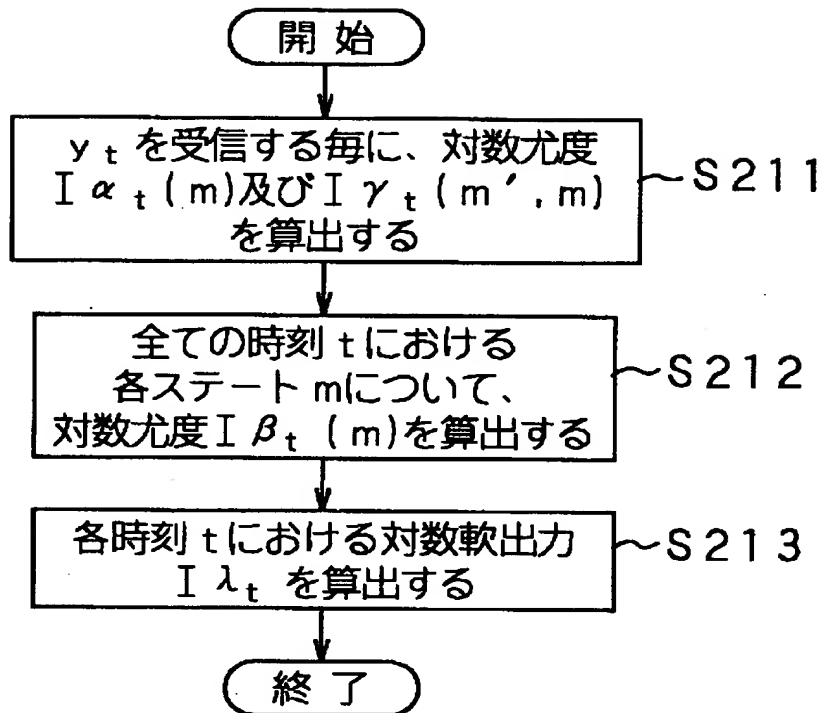 開始
y t を受信する毎に、対数尤度
I α t (m)及び I γ t (m′,m)
を算出する
S211
全ての時刻 t における
各ステート m について、
対数尤度 I β t (m)を算出する
S212
各時刻 t における対数軟出力
I λ t を算出する
S213
終了